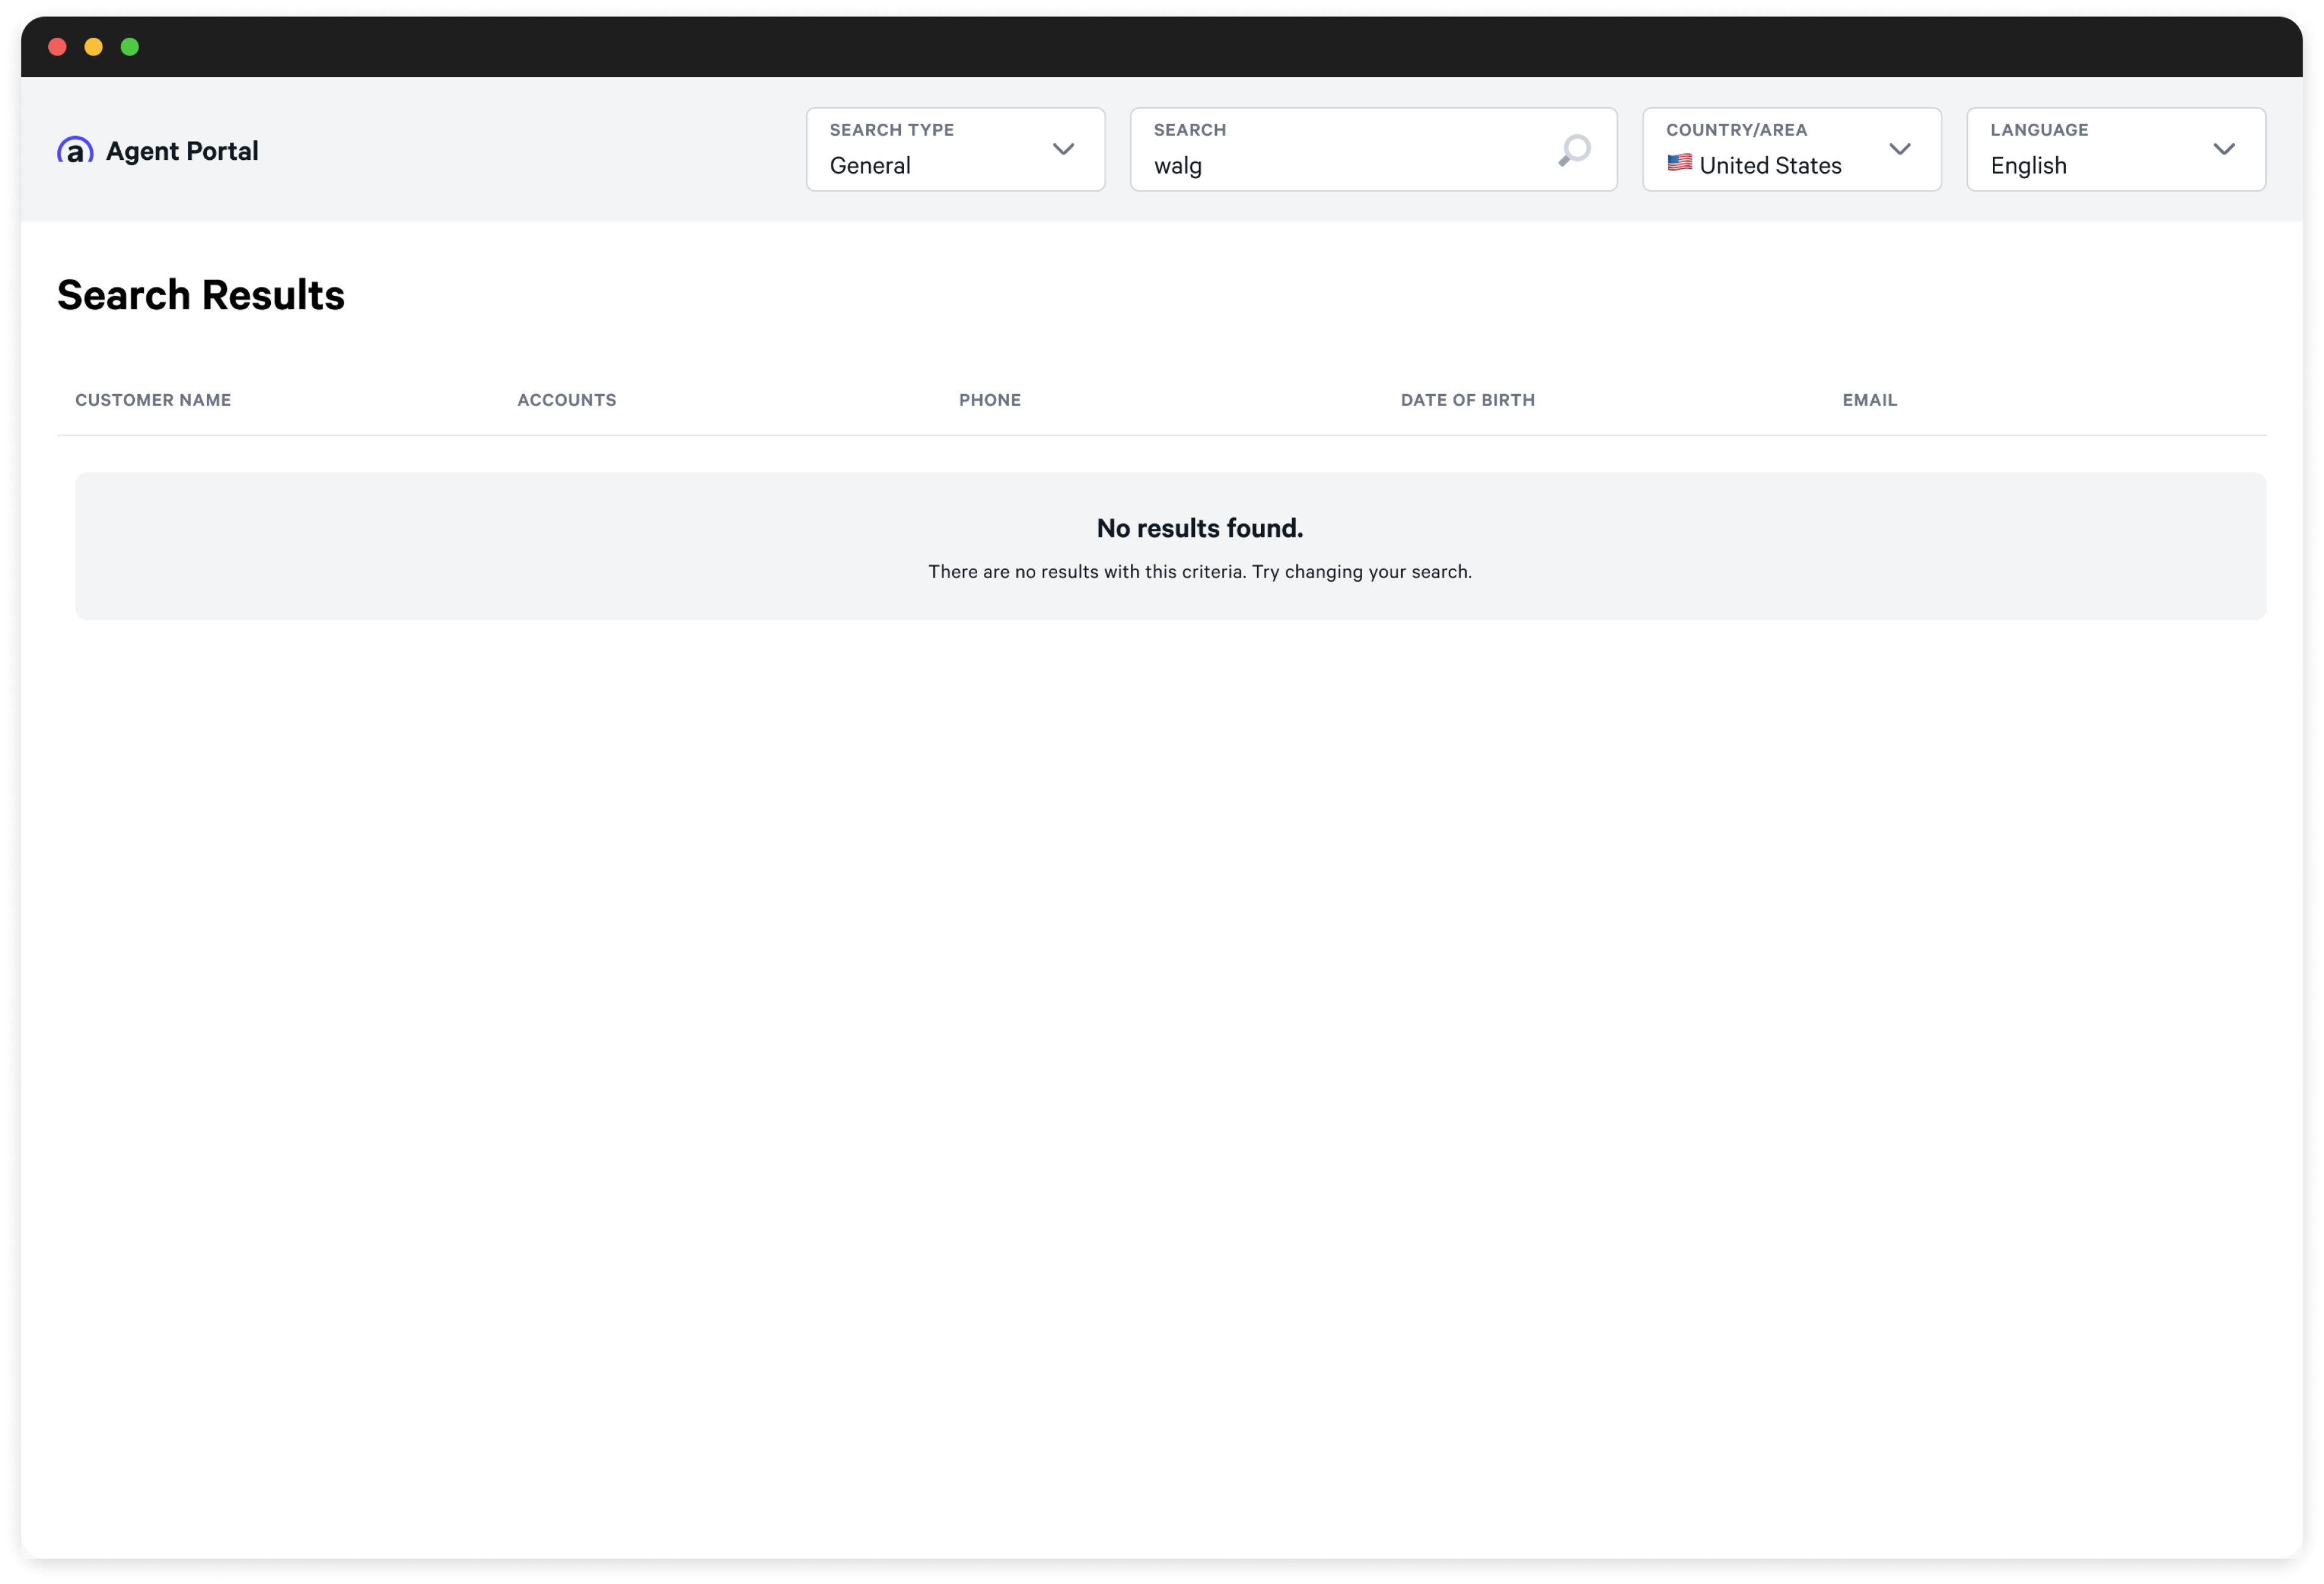 Agent Portal
SEARCH TYPE
General
SEARCH
walg
COUNTRY/AREA
🇺🇸 United States
LANGUAGE
English
Search Results
CUSTOMER NAME ACCOUNTS PHONE DATE OF BIRTH EMAIL
No results found.
There are no results with this criteria. Try changing your search.